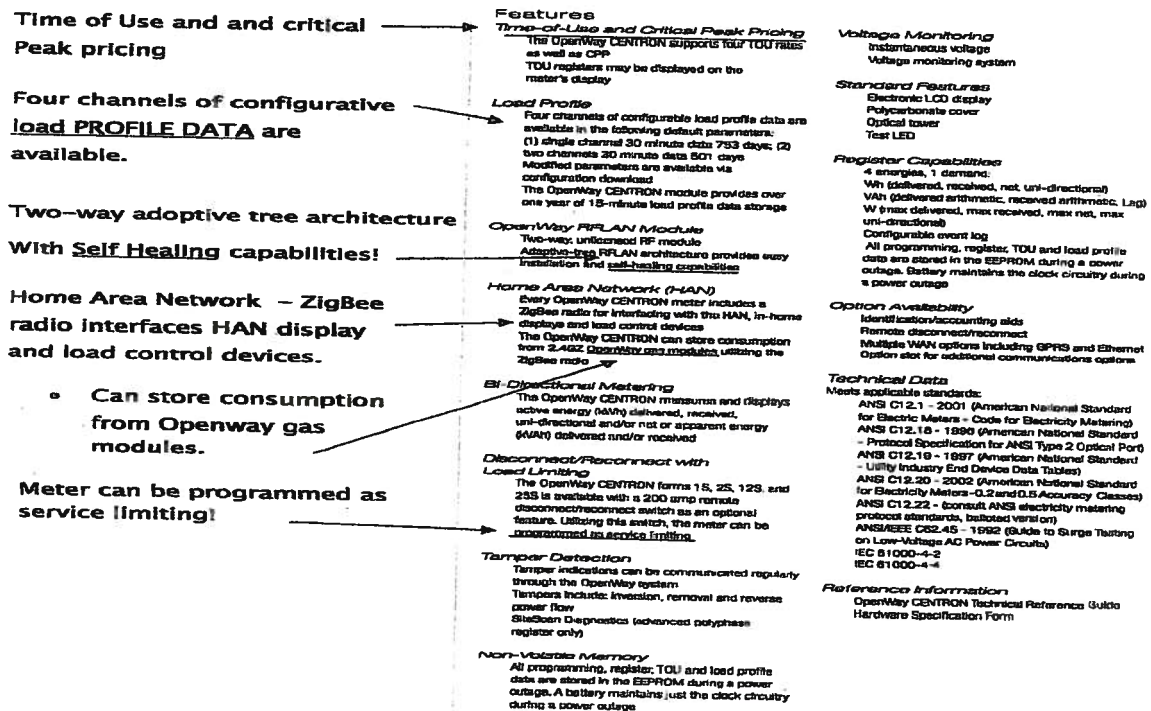 Time of Use and and critical
Peak pricing
Four channels of configurative
load PROFILE DATA are
available.
Two-way adoptive tree architecture
With Self Healing capabilities!
Home Area Network – ZigBee
radio interfaces HAN display
and load control devices.
• Can store consumption
from Openway gas
modules.
Meter can be programmed as
service limiting!
Features
Time-of-Use and Critical Peak Pricing
The OpenWay CENTRON supports four TOU rates
as well as CPP
TOU registers may be displayed on the
meter's display
Load Profile
Four channels of configurable load profile data are
available in the following default parameters:
(1) single channel 30 minute data 753 days; (2)
two channels 30 minute data 501 days
Modified parameters are available via
configuration download
The OpenWay CENTRON module provides over
one year of 15-minute load profile data storage
OpenWay RFLAN Module
Two-way, unlicensed RF module
Adaptive-tree RFLAN architecture provides easy
installation and self-healing capabilities
Home Area Network (HAN)
Every OpenWay CENTRON meter includes a
ZigBee radio for interfacing with the HAN, in-home
displays and load control devices
The OpenWay CENTRON can store consumption
from 2.4GZ OpenWay gas modules utilizing the
ZigBee radio
Bi-Directional Metering
The OpenWay CENTRON measures and displays
active energy (kWh) delivered, received,
uni-directional and/or net or apparent energy
(kVAH) delivered and/or received
Disconnect/Reconnect with
Load Limiting
The OpenWay CENTRON forms 1S, 2S, 12S, and
25S is available with a 200 amp remote
disconnect/reconnect switch as an optional
feature. Utilizing this switch, the meter can be
programmed as service limiting.
Tamper Detection
Tamper indications can be communicated regularly
through the OpenWay system
Tampers include: inversion, removal and reverse
power flow
SiteScan Diagnostics (advanced polyphase
register only)
Non-Volatile Memory
All programming, register, TOU and load profile
data are stored in the EEPROM during a power
outage. A battery maintains just the clock circuitry
during a power outage
Voltage Monitoring
Instantaneous voltage
Voltage monitoring system
Standard Features
Electronic LCD display
Polycarbonate cover
Optical tower
Test LED
Register Capabilities
4 energies, 1 demand:
Wh (delivered, received, net, uni-directional)
VAh (delivered arithmetic, received arithmetic, Lag)
W (max delivered, max received, max net, max
uni-directional)
Configurable event log
All programming, register, TOU and load profile
data are stored in the EEPROM during a power
outage. Battery maintains the clock circuitry during
a power outage
Option Availability
Identification/accounting aids
Remote disconnect/reconnect
Multiple WAN options including GPRS and Ethernet
Option slot for additional communications options
Technical Data
Meets applicable standards:
ANSI C12.1 - 2001 (American National Standard
for Electric Meters - Code for Electricity Metering)
ANSI C12.18 - 1996 (American National Standard
- Protocol Specification for ANSI Type 2 Optical Port)
ANSI C12.19 - 1997 (American National Standard
- Utility Industry End Device Data Tables)
ANSI C12.20 - 2002 (American National Standard
for Electricity Meters - 0.2 and 0.5 Accuracy Classes)
ANSI C12.22 - (consult ANSI electricity metering
protocol standards, balloted version)
ANSI/IEEE C62.45 - 1992 (Guide to Surge Testing
on Low-Voltage AC Power Circuits)
IEC 61000-4-2
IEC 61000-4-4
Reference Information
OpenWay CENTRON Technical Reference Guide
Hardware Specification Form